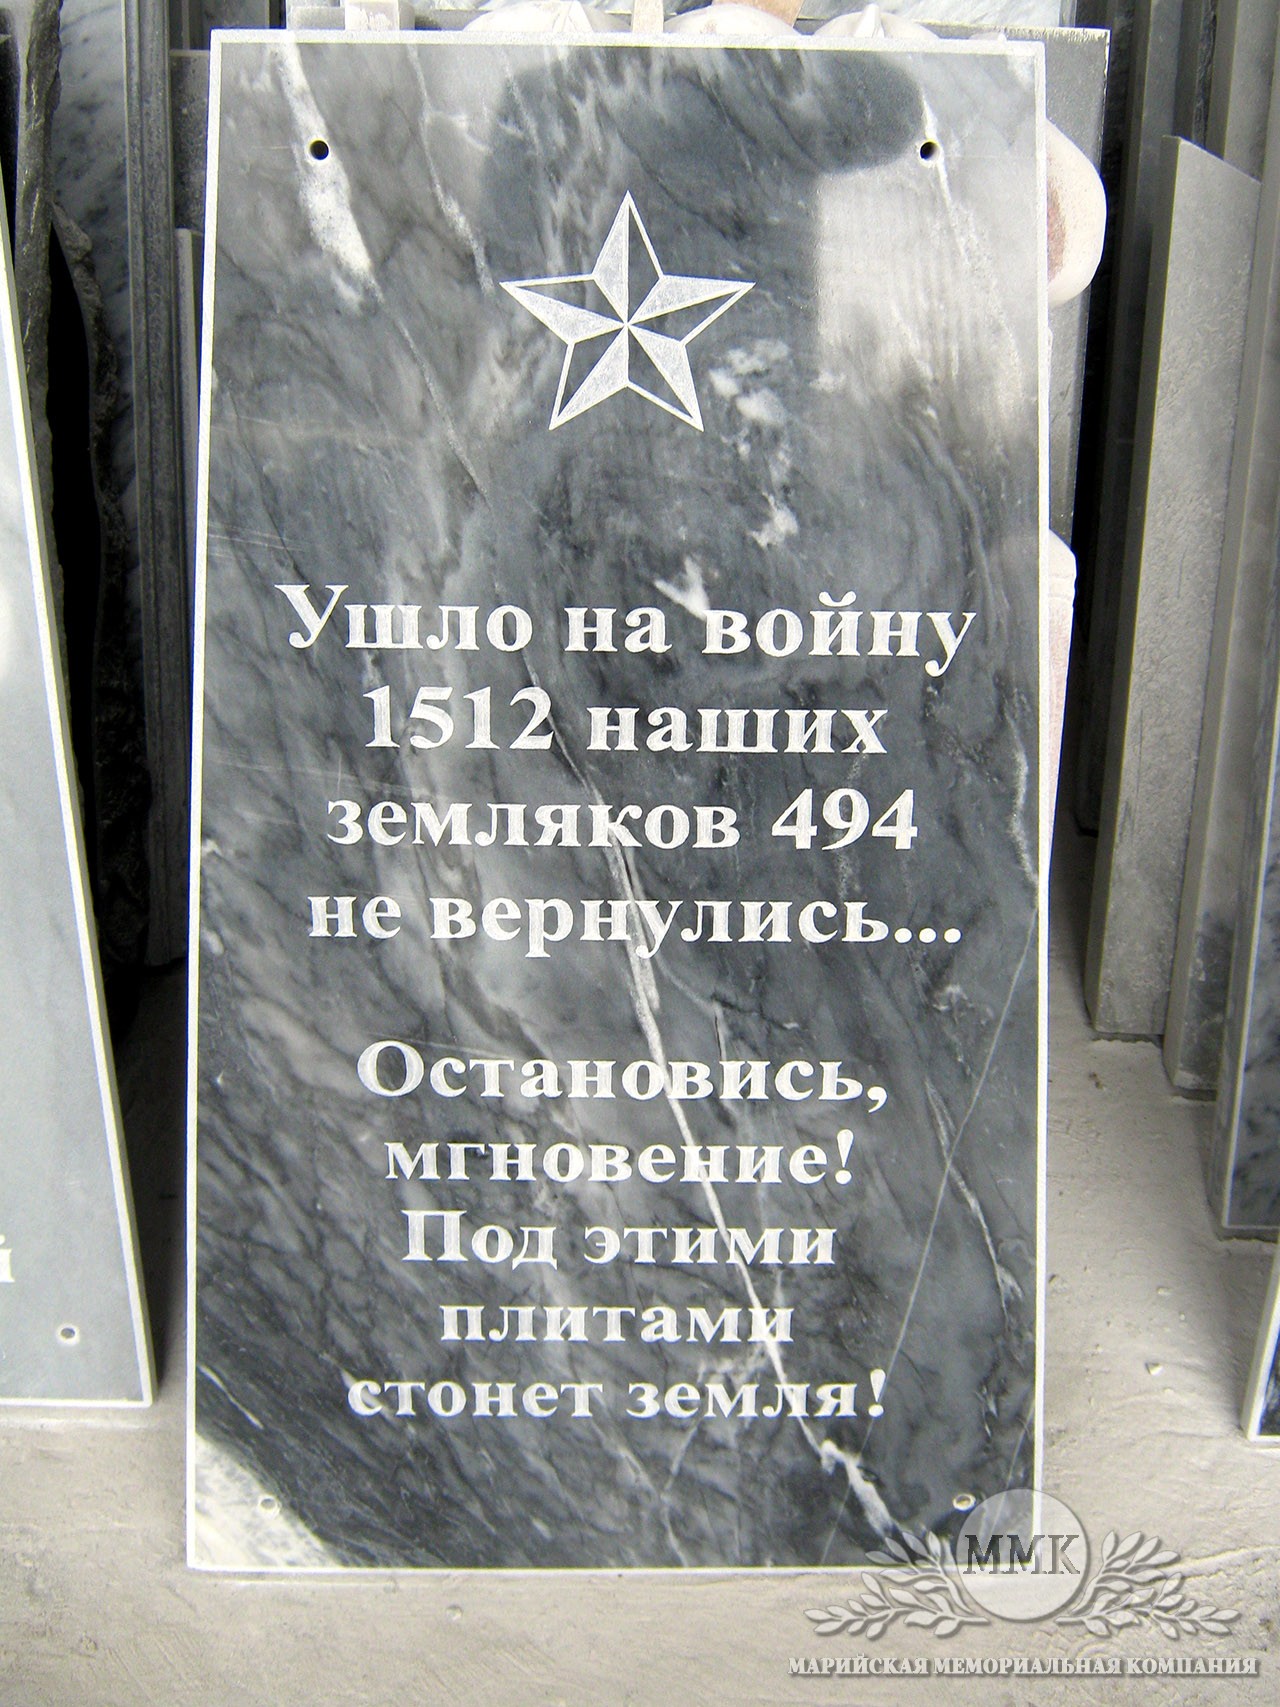 Ушло на войну
1512 наших
земляков 494
не вернулись...
Остановись,
мгновение!
Под этими
плитами
стонет земля!
й
ММК
МАРИЙСКАЯ МЕМОРИАЛЬНАЯ КОМПАНИЯ